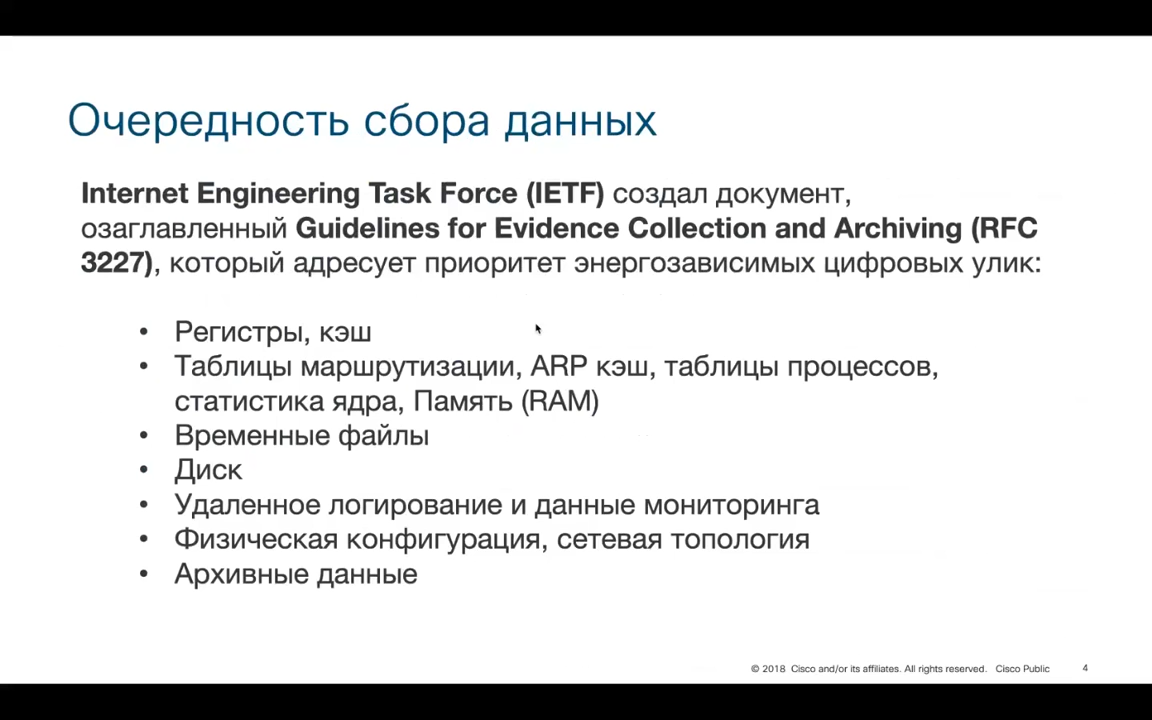 Очередность сбора данных
Internet Engineering Task Force (IETF) создал документ,
озаглавленный Guidelines for Evidence Collection and Archiving (RFC
3227), который адресует приоритет энергозависимых цифровых улик:
• Регистры, кэш
• Таблицы маршрутизации, ARP кэш, таблицы процессов,
статистика ядра, Память (RAM)
• Временные файлы
• Диск
• Удаленное логирование и данные мониторинга
• Физическая конфигурация, сетевая топология
• Архивные данные
© 2018 Cisco and/or its affiliates. All rights reserved. Cisco Public 4